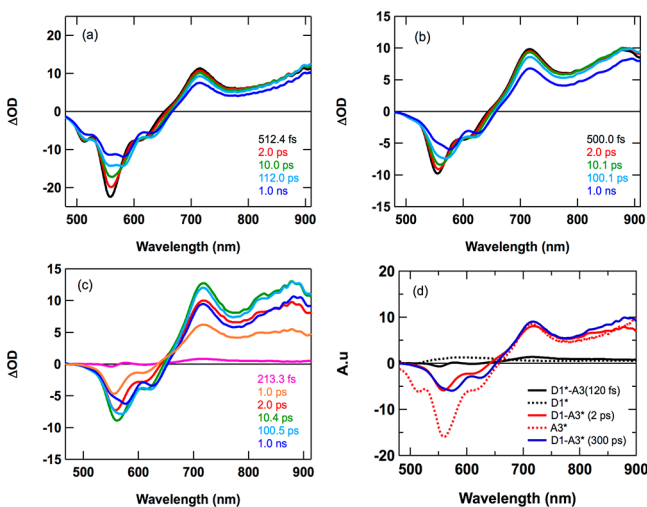 (a)
10
0
-10
-20
ΔOD
512.4 fs
2.0 ps
10.0 ps
112.0 ps
1.0 ns
500 600 700 800 900
Wavelength (nm)
(b)
15
10
5
0
-5
-10
-15
ΔOD
500.0 fs
2.0 ps
10.1 ps
100.1 ps
1.0 ns
500 600 700 800 900
Wavelength (nm)
(c)
15
10
5
0
-5
-10
-15
ΔOD
213.3 fs
1.0 ps
2.0 ps
10.4 ps
100.5 ps
1.0 ns
500 600 700 800 900
Wavelength (nm)
(d)
20
10
0
-10
-20
A.u
D1*-A3(120 fs)
D1*
D1-A3* (2 ps)
A3*
D1-A3* (300 ps)
500 600 700 800 900
Wavelength (nm)